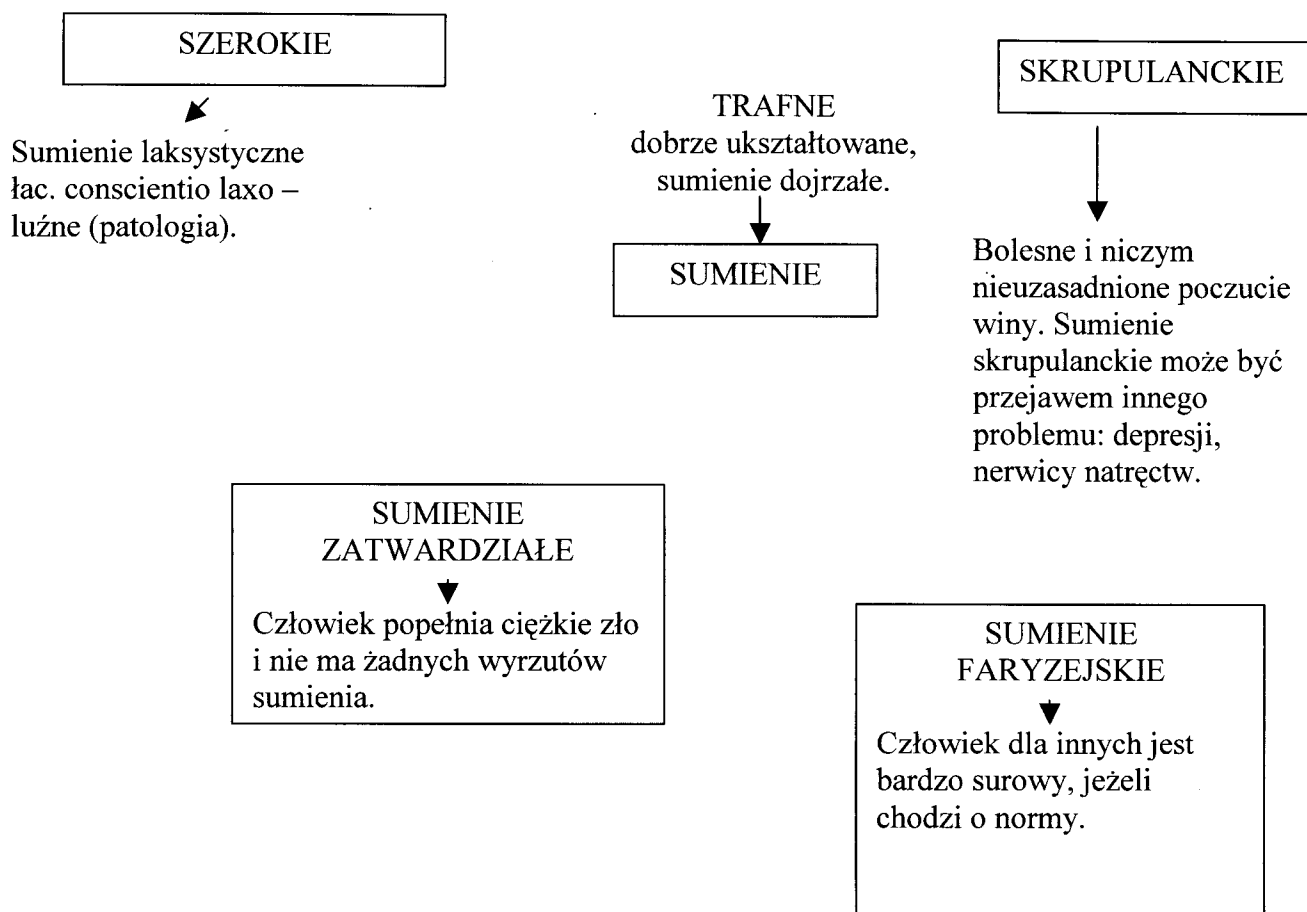 SZEROKIE
Sumienie laksystyczne
łac. conscientio laxo –
luźne (patologia).
TRAFNE
dobrze ukształtowane,
sumienie dojrzałe.
SUMIENIE
SKRUPULANCKIE
Bolesne i niczym
nieuzasadnione poczucie
winy. Sumienie
skrupulanckie może być
przejawem innego
problemu: depresji,
nerwicy natręctw.
SUMIENIE
ZATWARDZIAŁE
Człowiek popełnia ciężkie zło
i nie ma żadnych wyrzutów
sumienia.
SUMIENIE
FARYZEJSKIE
Człowiek dla innych jest
bardzo surowy, jeżeli
chodzi o normy.